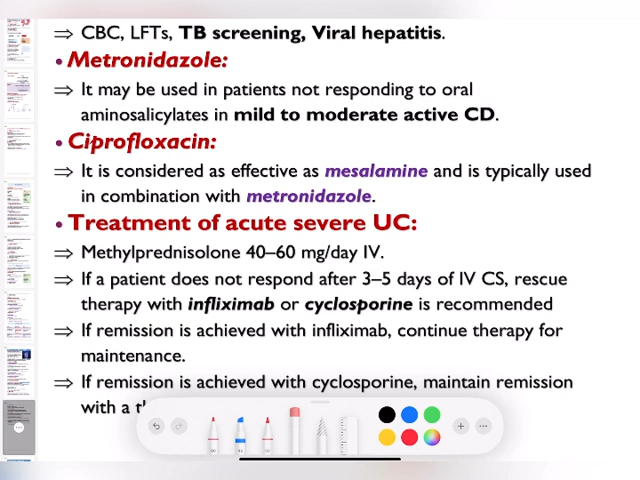 ⇒ CBC, LFTs, TB screening, Viral hepatitis.
• Metronidazole:
⇒ It may be used in patients not responding to oral
aminosalicylates in mild to moderate active CD.
• Ciprofloxacin:
⇒ It is considered as effective as mesalamine and is typically used
in combination with metronidazole.
• Treatment of acute severe UC:
⇒ Methylprednisolone 40–60 mg/day IV.
⇒ If a patient does not respond after 3–5 days of IV CS, rescue
therapy with infliximab or cyclosporine is recommended
⇒ If remission is achieved with infliximab, continue therapy for
maintenance.
⇒ If remission is achieved with cyclosporine, maintain remission
with a